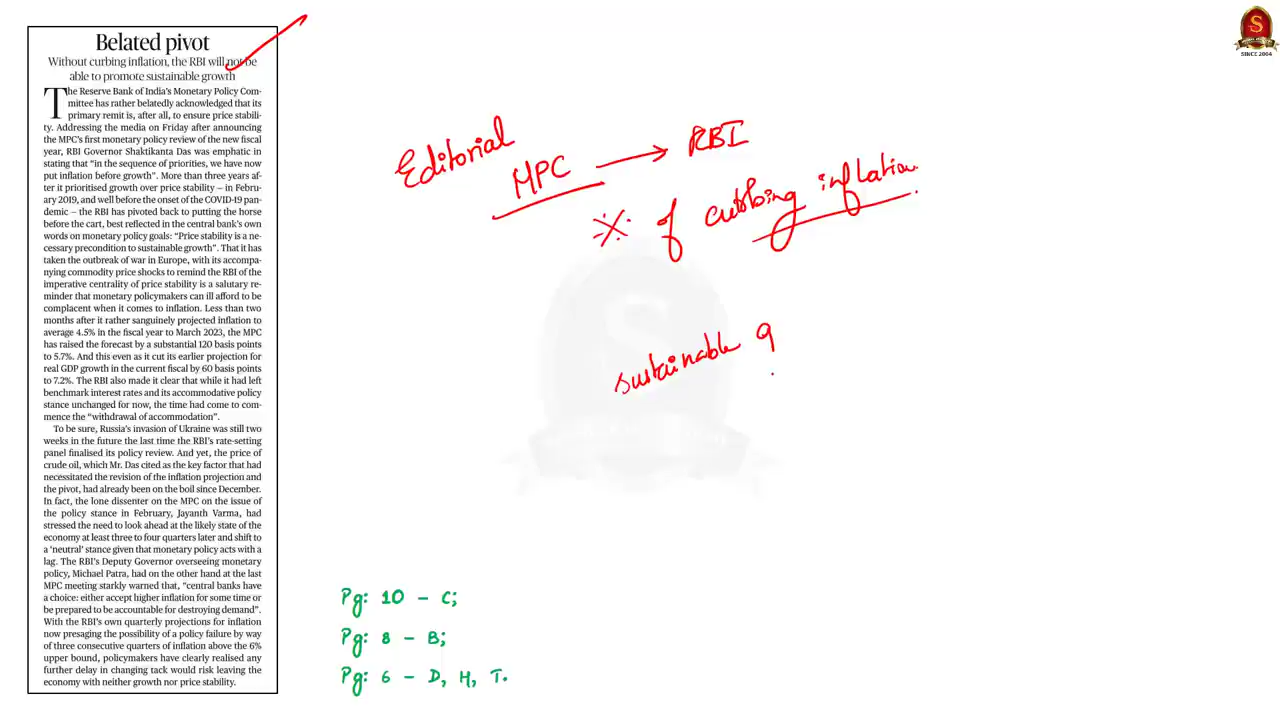 Belated pivot
Without curbing inflation, the RBI will not be
able to promote sustainable growth
The Reserve Bank of India's Monetary Policy Com-
mittee has rather belatedly acknowledged that its
primary remit is, after all, to ensure price stabili-
ty. Addressing the media on Friday after announcing
the MPC's first monetary policy review of the new fiscal
year, RBI Governor Shaktikanta Das was emphatic in
stating that "in the sequence of priorities, we have now
put inflation before growth". More than three years af-
ter it prioritised growth over price stability – in Febru-
ary 2019, and well before the onset of the COVID-19 pan-
demic – the RBI has pivoted back to putting the horse
before the cart, best reflected in the central bank's own
words on monetary policy goals: "Price stability is a ne-
cessary precondition to sustainable growth". That it has
taken the outbreak of war in Europe, with its accompa-
nying commodity price shocks to remind the RBI of the
imperative centrality of price stability is a salutary re-
minder that monetary policymakers can ill afford to be
complacent when it comes to inflation. Less than two
months after it rather sanguinely projected inflation to
average 4.5% in the fiscal year to March 2023, the MPC
has raised the forecast by a substantial 120 basis points
to 5.7%. And this even as it cut its earlier projection for
real GDP growth in the current fiscal by 60 basis points
to 7.2%. The RBI also made it clear that while it had left
benchmark interest rates and its accommodative policy
stance unchanged for now, the time had come to com-
mence the "withdrawal of accommodation".
To be sure, Russia's invasion of Ukraine was still two
weeks in the future the last time the RBI's rate-setting
panel finalised its policy review. And yet, the price of
crude oil, which Mr. Das cited as the key factor that had
necessitated the revision of the inflation projection and
the pivot, had already been on the boil since December.
In fact, the lone dissenter on the MPC on the issue of
the policy stance in February, Jayanth Varma, had
stressed the need to look ahead at the likely state of the
economy at least three to four quarters later and shift to
a 'neutral' stance given that monetary policy acts with a
lag. The RBI's Deputy Governor overseeing monetary
policy, Michael Patra, had on the other hand at the last
MPC meeting starkly warned that, "central banks have
a choice: either accept higher inflation for some time or
be prepared to be accountable for destroying demand".
With the RBI's own quarterly projections for inflation
now presaging the possibility of a policy failure by way
of three consecutive quarters of inflation above the 6%
upper bound, policymakers have clearly realised any
further delay in changing tack would risk leaving the
economy with neither growth nor price stability.
Editorial
MPC → RBI
※ of curbing inflation
sustainable g
Pg: 10 - C;
Pg: 8 - B;
Pg: 6 - D, H, T.
S
SINCE 2004